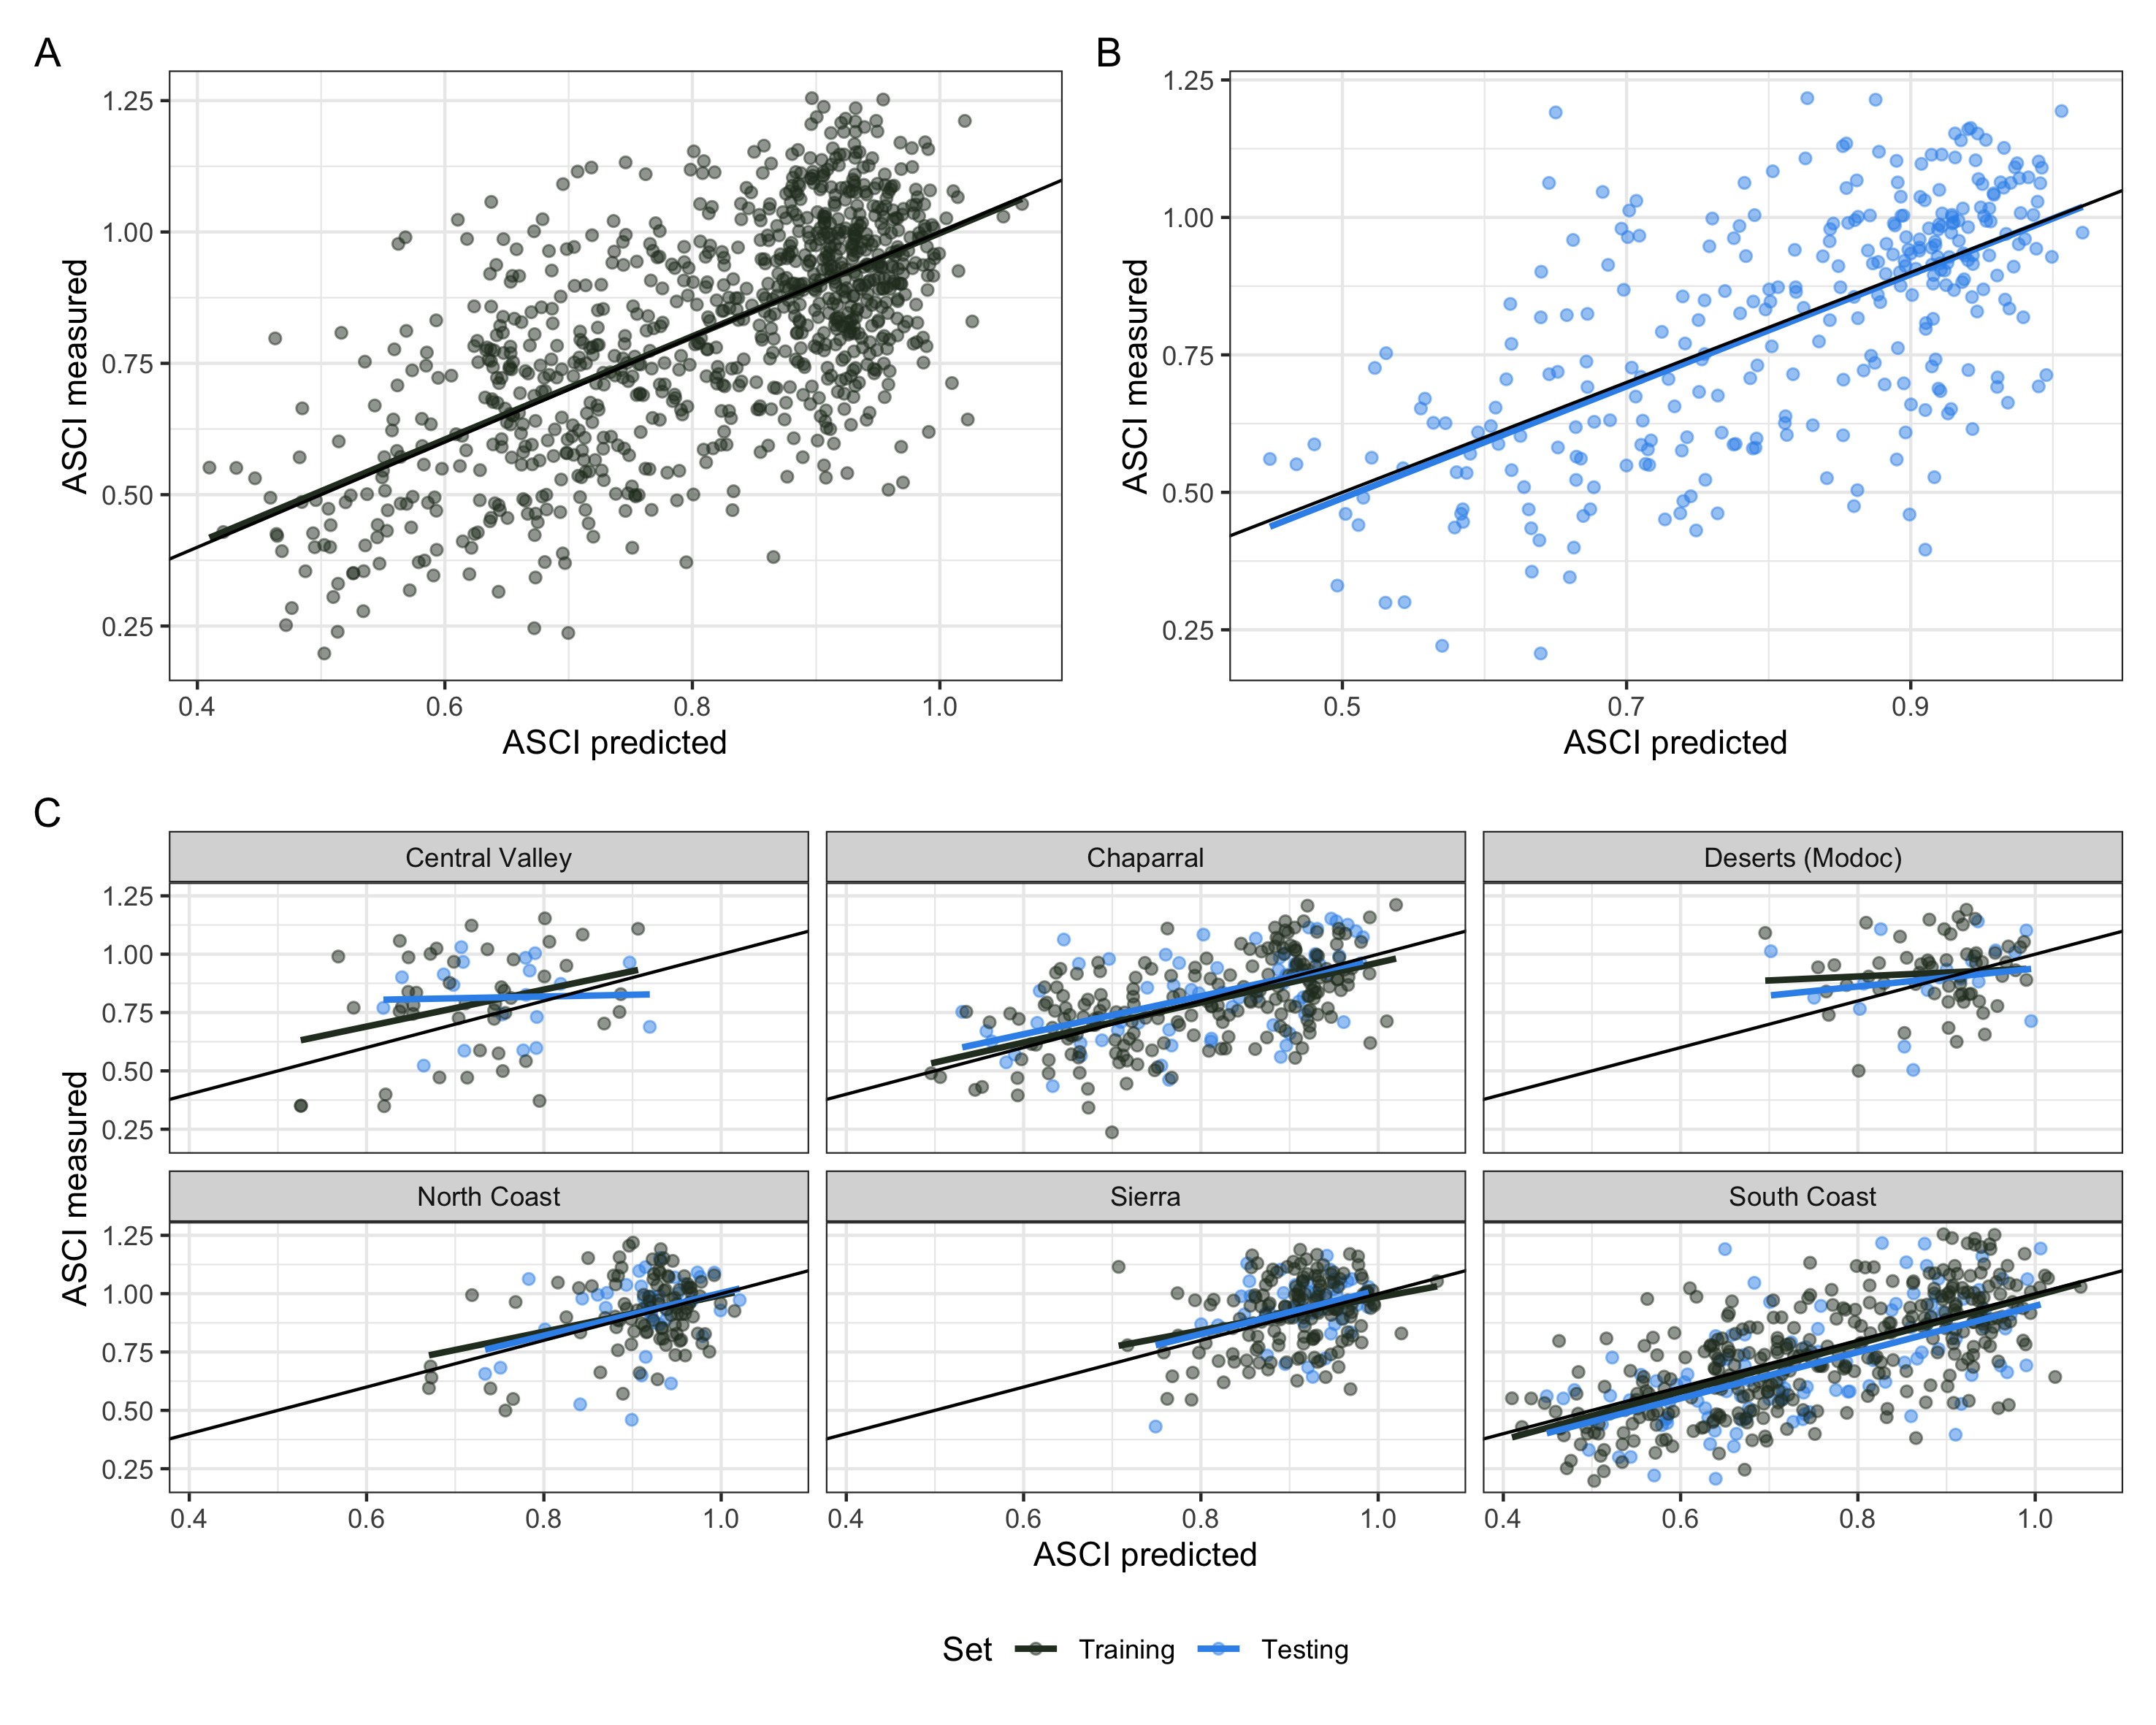 A
B
1.25
1.00
0.75
0.50
0.25
ASCI measured
0.4 0.6 0.8 1.0
ASCI predicted
1.25
1.00
0.75
0.50
0.25
ASCI measured
0.5 0.7 0.9
ASCI predicted
C
Central Valley
Chaparral
Deserts (Modoc)
1.25
1.00
0.75
0.50
0.25
ASCI measured
North Coast
Sierra
South Coast
1.25
1.00
0.75
0.50
0.25
0.4 0.6 0.8 1.0
0.4 0.6 0.8 1.0
0.4 0.6 0.8 1.0
ASCI predicted
Set Training Testing